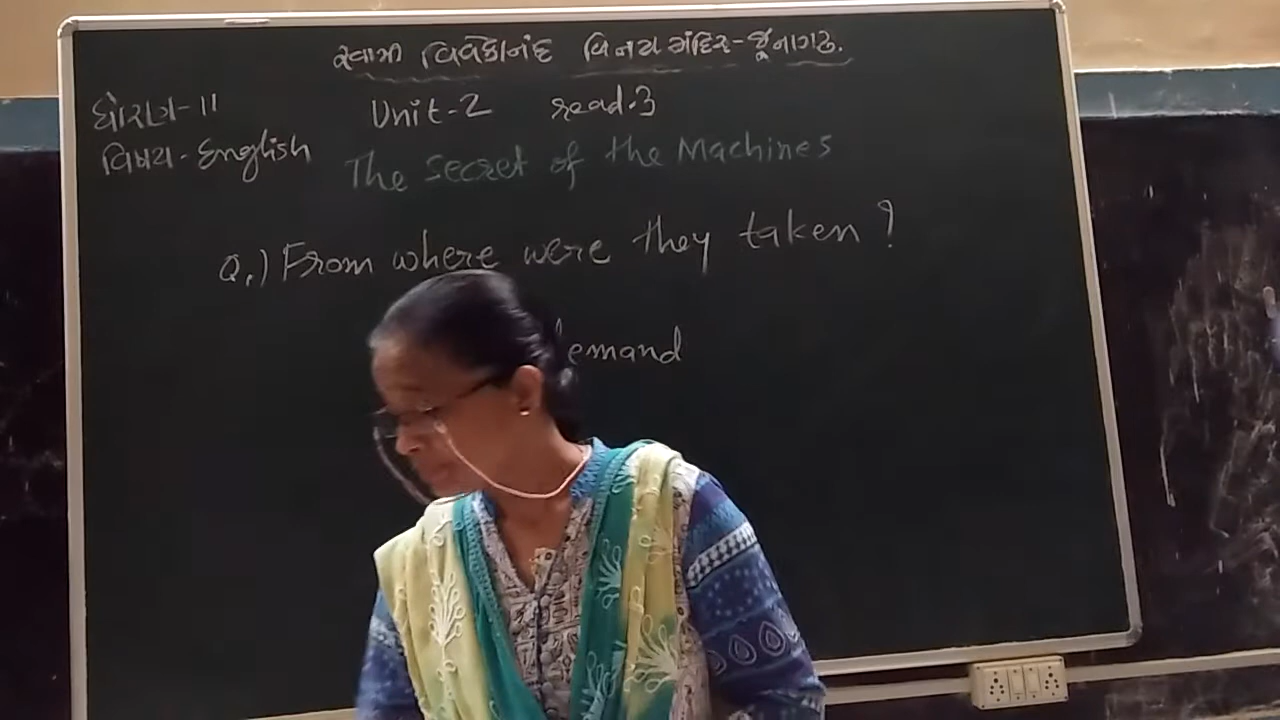 સ્વામી વિવેકાનંદ વિનય મંદિર-જૂનાગઢ.
ધોરણ-11
Unit-2 read.3
વિષય-English
The Secret of the Machines
Q.) From where were they taken?
demand